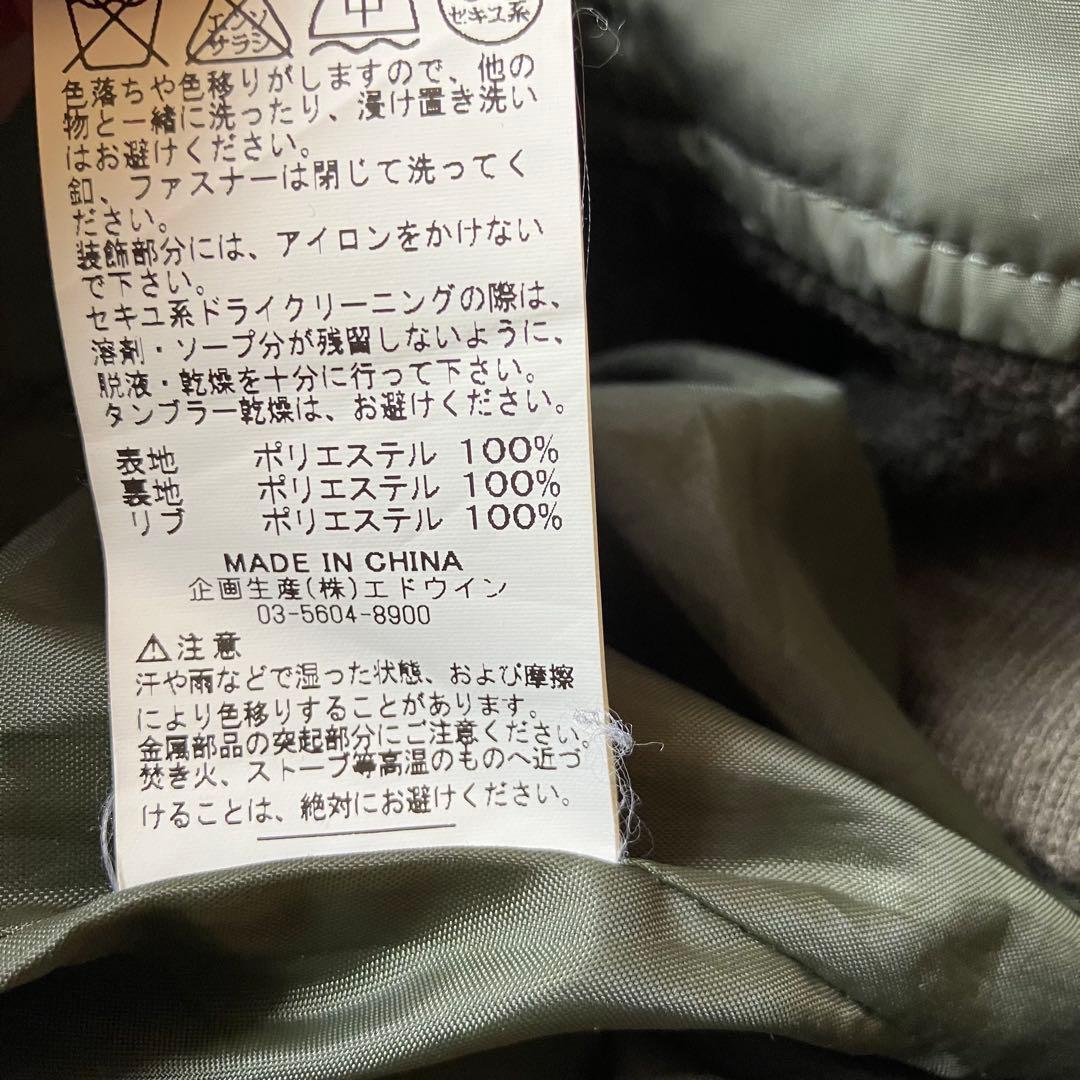 エンソ
サラシ
中
セキユ系
色落ちや色移りがしますので、他の
物と一緒に洗ったり、浸け置き洗い
はお避けください。
釦、ファスナーは閉じて洗ってく
ださい。
装飾部分には、アイロンをかけない
で下さい。
セキユ系ドライクリーニングの際は、
溶剤・ソープ分が残留しないように、
脱液・乾燥を十分に行って下さい。
タンブラー乾燥は、お避けください。
表地 ポリエステル 100%
裏地 ポリエステル 100%
リブ ポリエステル 100%
MADE IN CHINA
企画生産(株)エドウイン
03-5604-8900
⚠注意
汗や雨などで湿った状態、および摩擦
により色移りすることがあります。
金属部品の突起部分にご注意ください。
焚き火、ストーブ等高温のものへ近づ
けることは、絶対にお避けください。